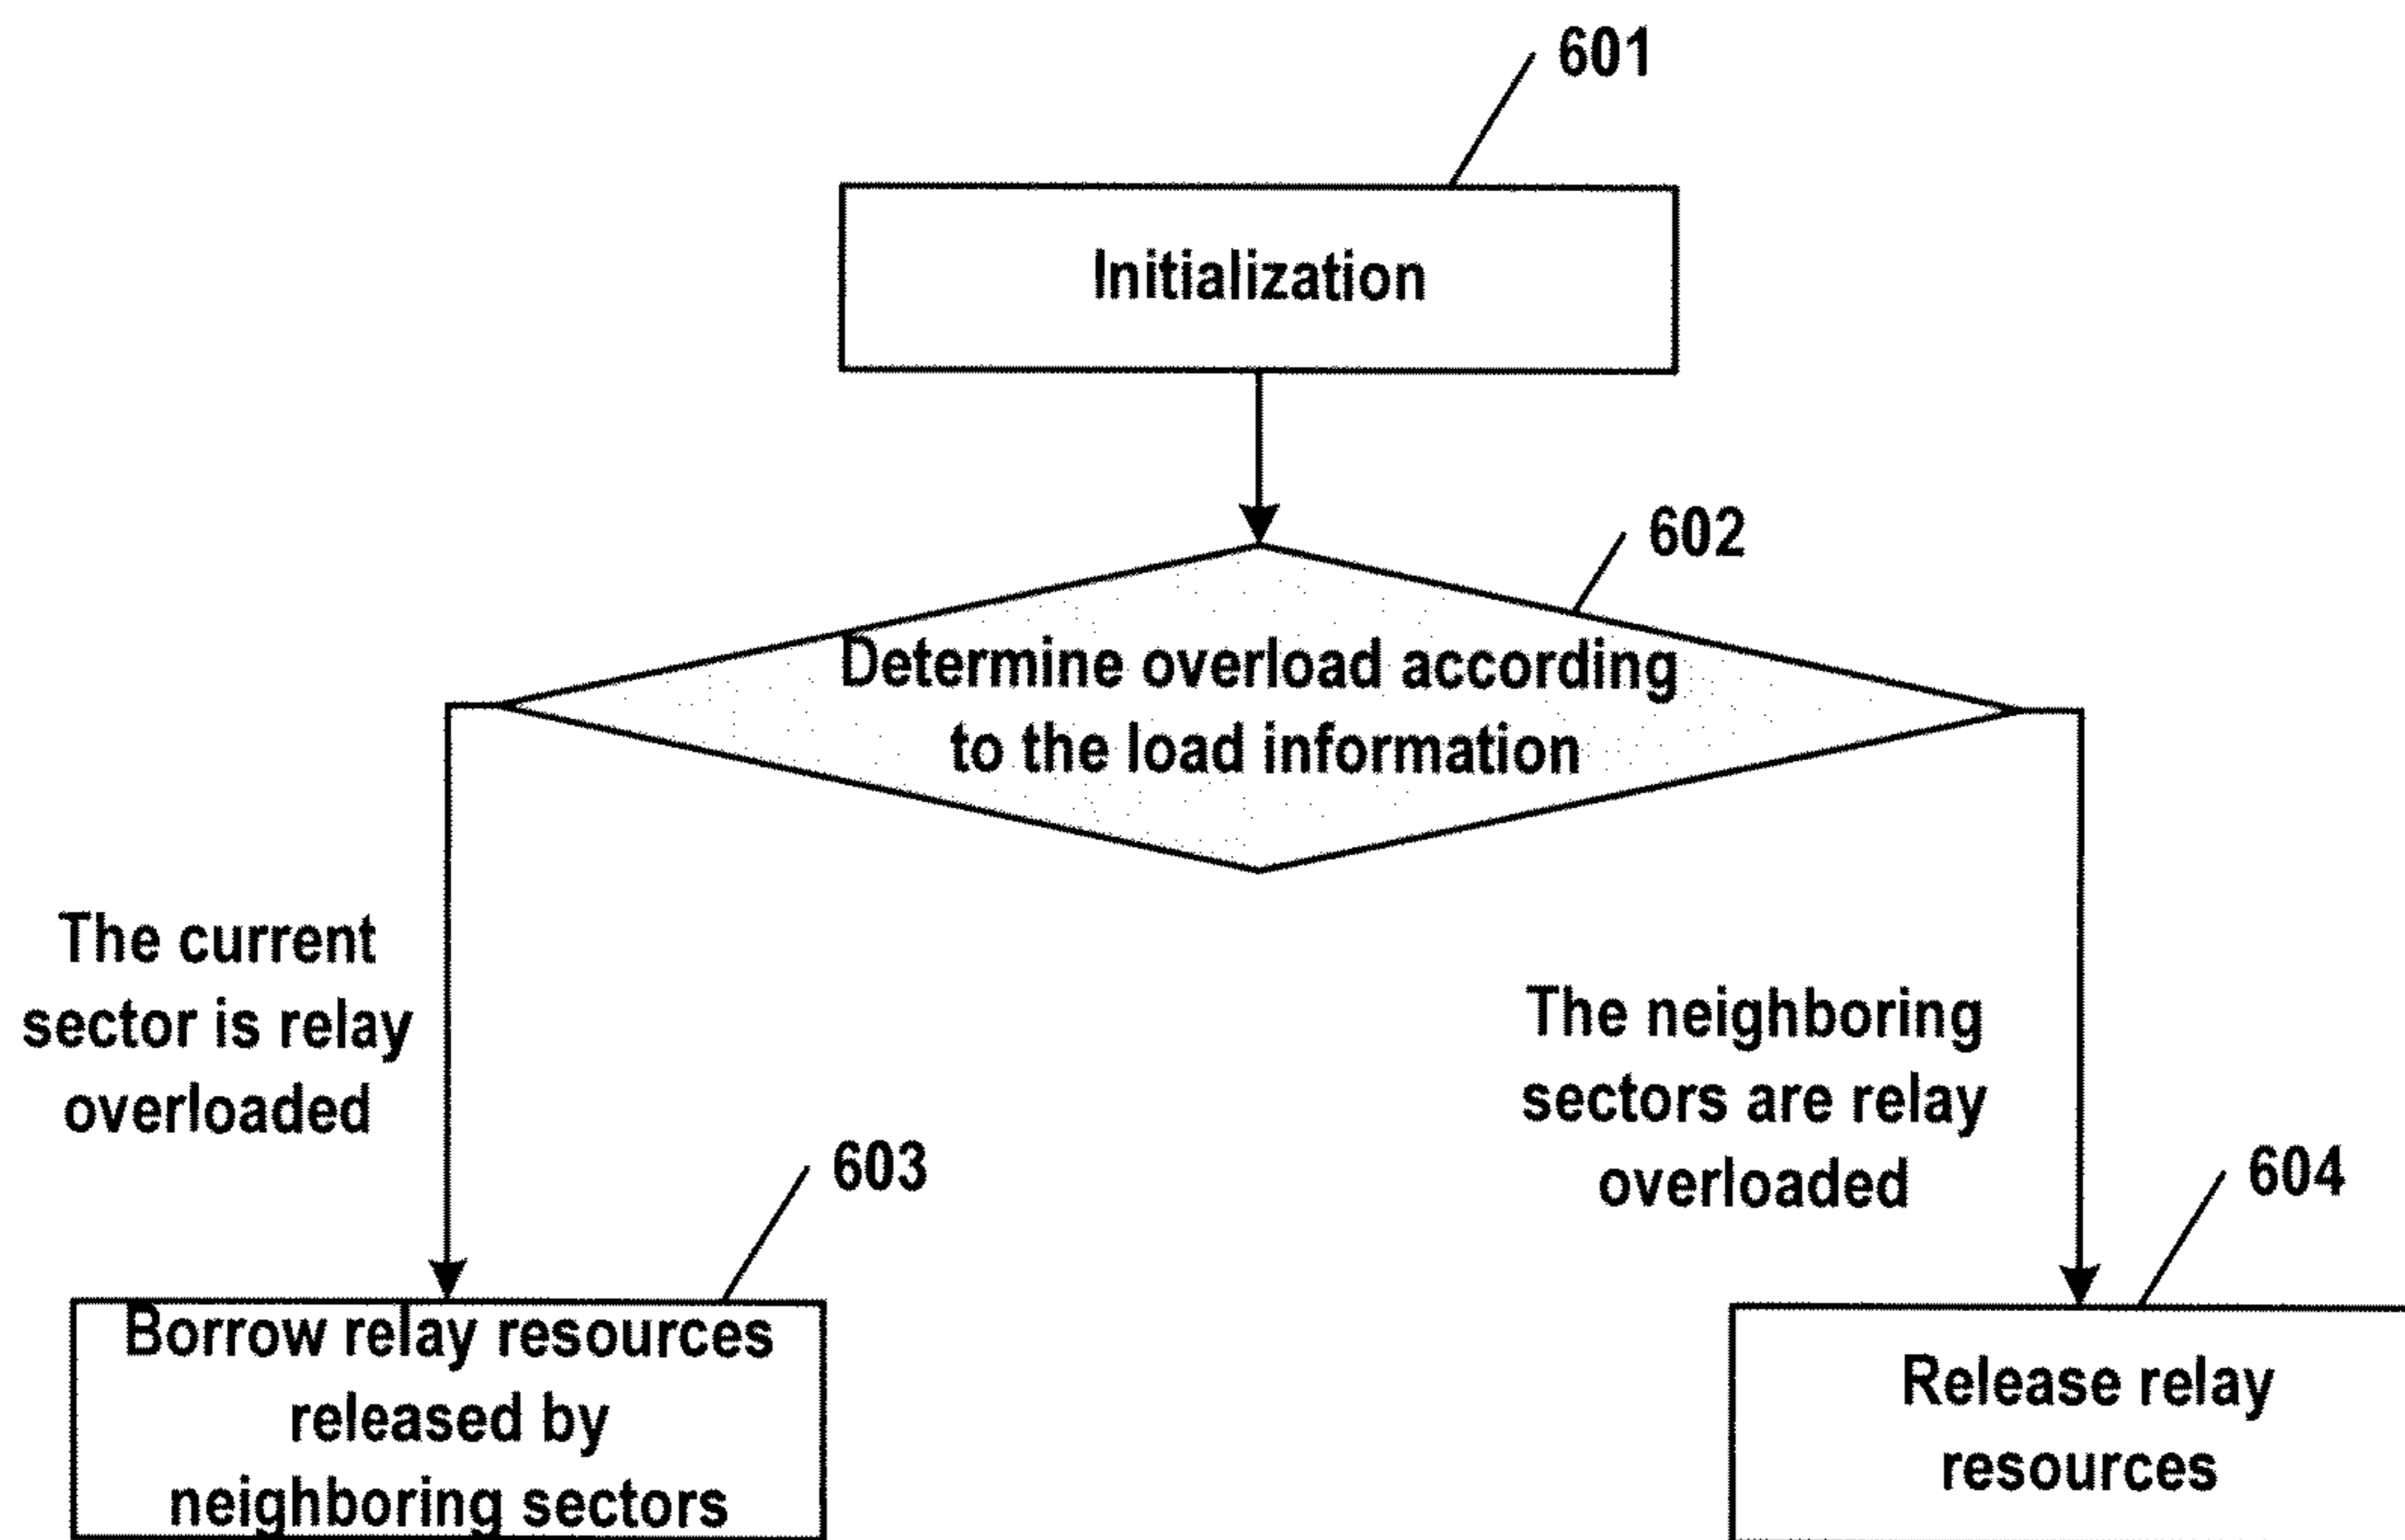 601
Initialization
602
Determine overload according
to the load information
The current
sector is relay
overloaded
The neighboring
sectors are relay
overloaded
603
604
Borrow relay resources
released by
neighboring sectors
Release relay
resources